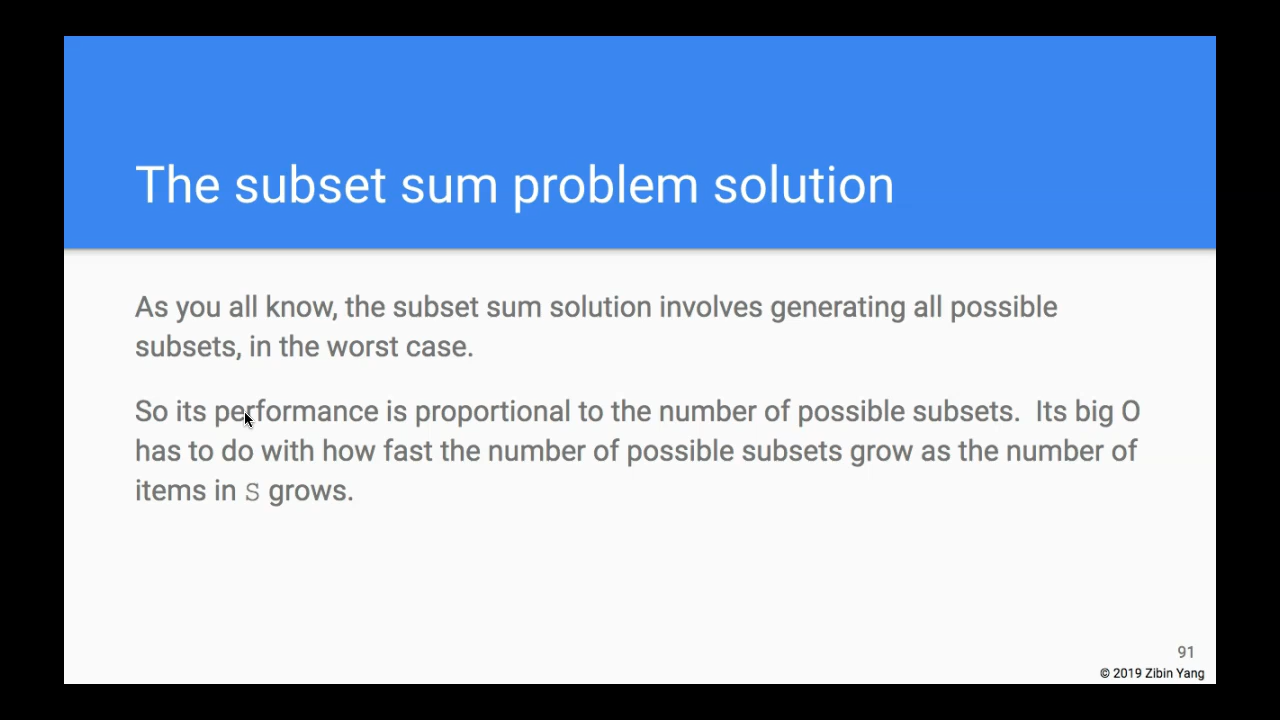 The subset sum problem solution
As you all know, the subset sum solution involves generating all possible
subsets, in the worst case.
So its performance is proportional to the number of possible subsets.  Its big O
has to do with how fast the number of possible subsets grow as the number of
items in S grows.
91
© 2019 Zibin Yang